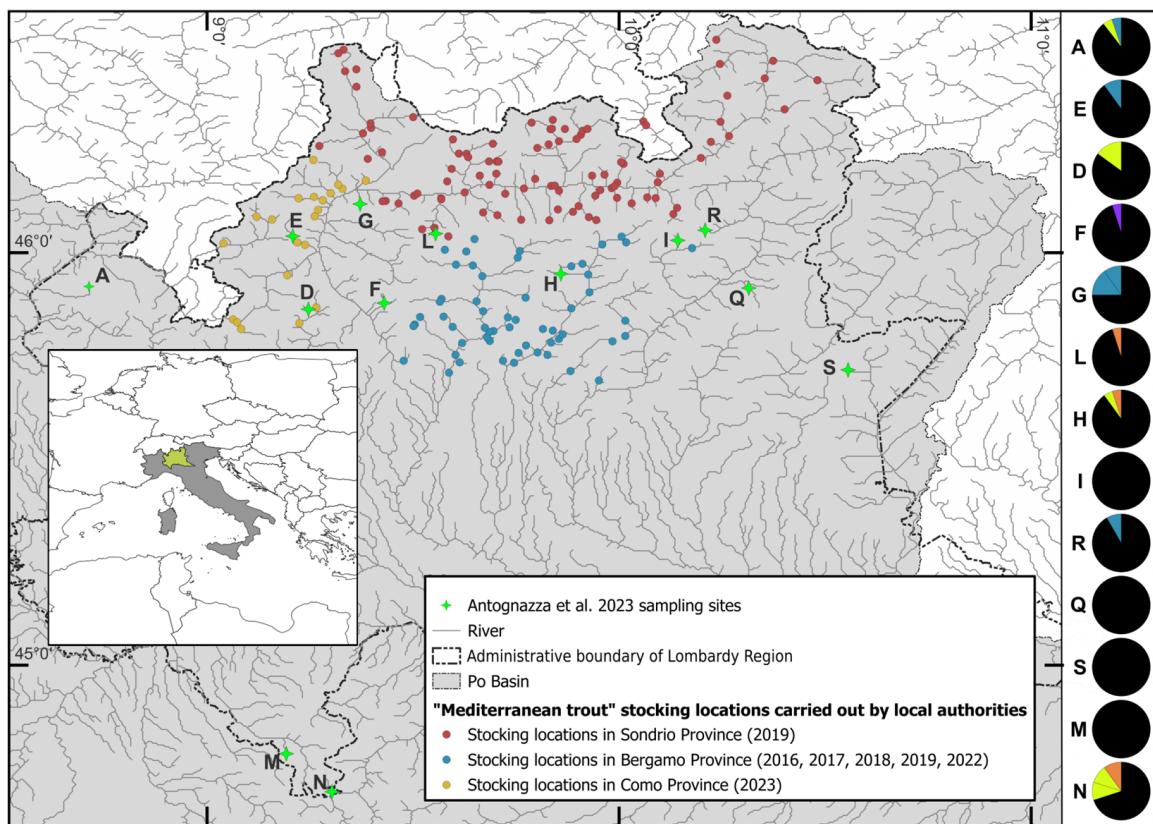 9°0'
10°0'
11°0'
46°0'
45°0'
A
E
G
L
I
R
D
F
H
Q
S
M
N
Antognazza et al. 2023 sampling sites
River
Administrative boundary of Lombardy Region
Po Basin
"Mediterranean trout" stocking locations carried out by local authorities
Stocking locations in Sondrio Province (2019)
Stocking locations in Bergamo Province (2016, 2017, 2018, 2019, 2022)
Stocking locations in Como Province (2023)
A
E
D
F
G
L
H
I
R
Q
S
M
N